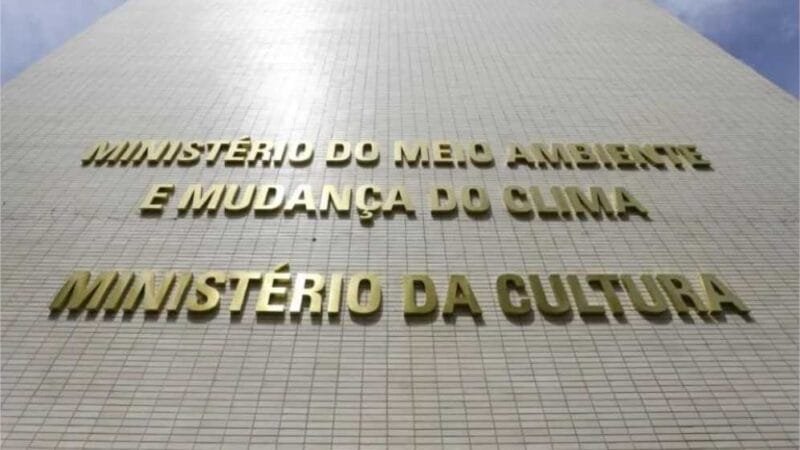 MINISTÉRIO DO MEIO AMBIENTE
E MUDANÇA DO CLIMA
MINISTÉRIO DA CULTURA